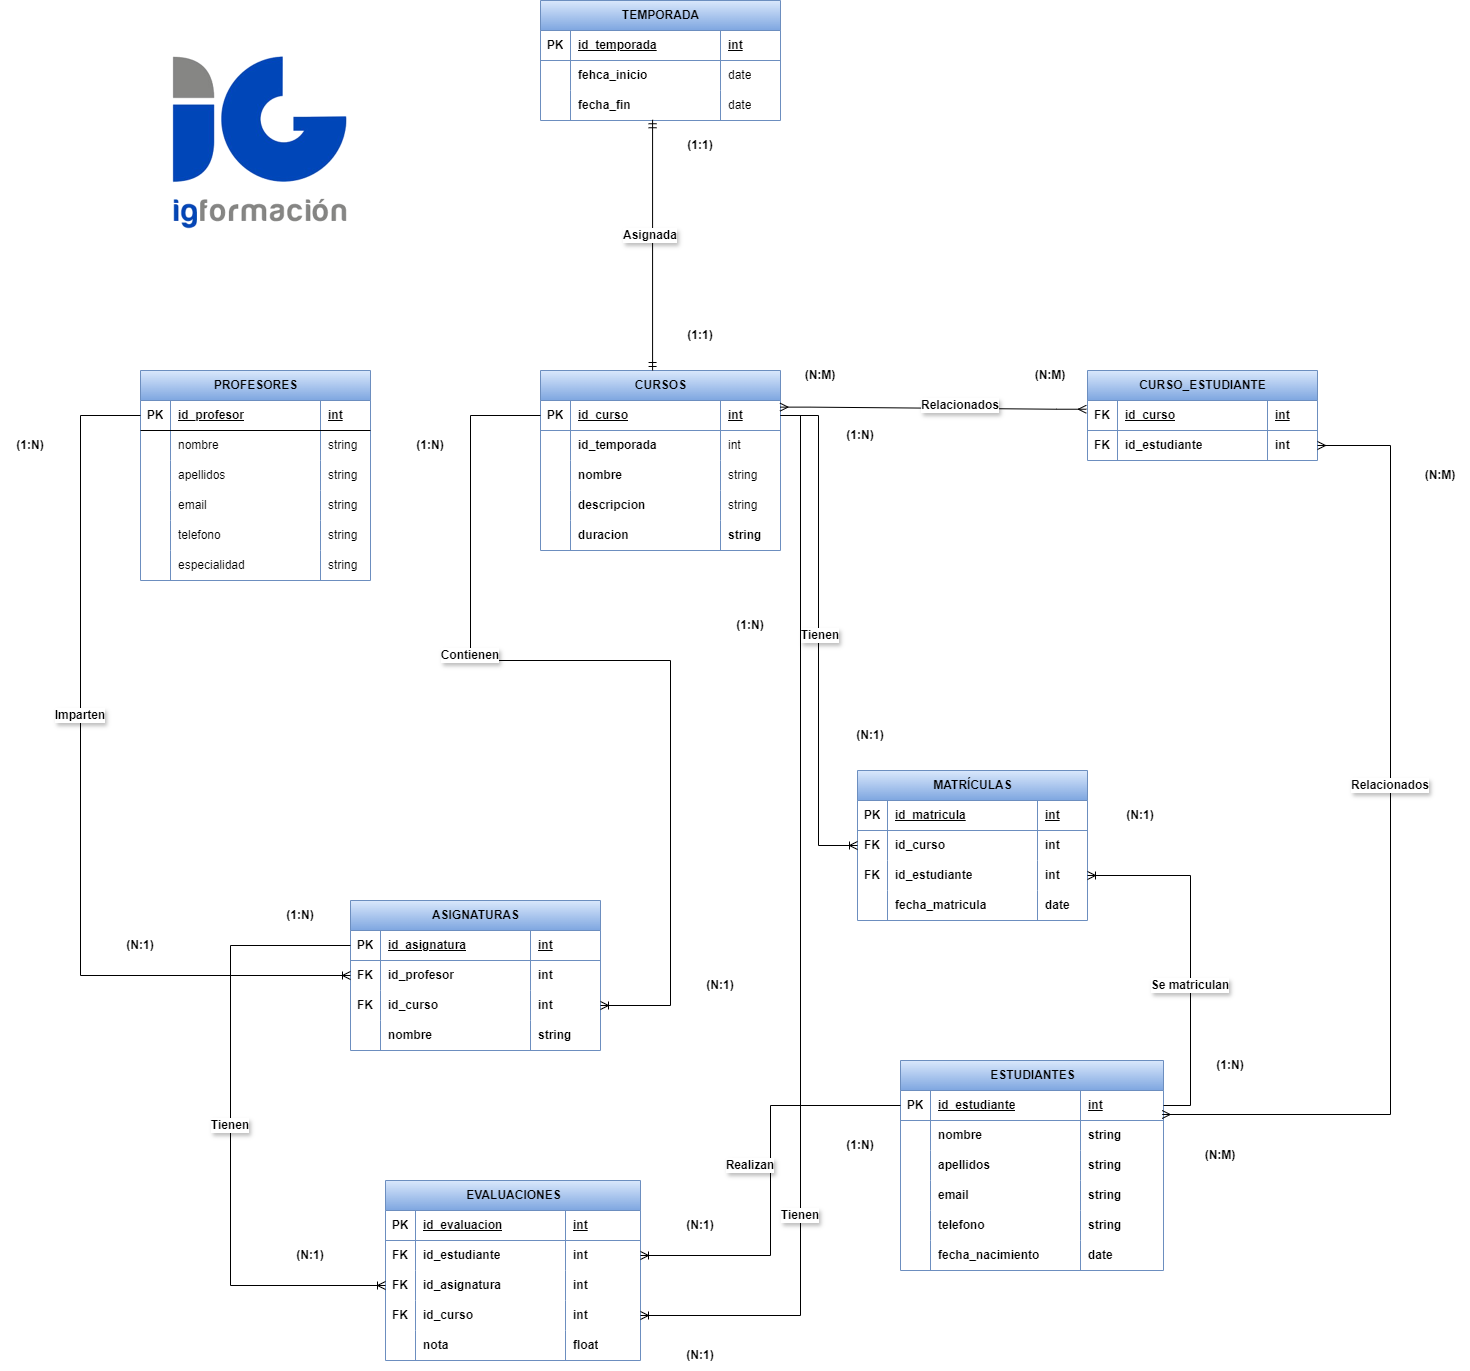 TEMPORADA
PK id_temporada int
fehca_inicio date
fecha_fin date
igformación
(1:1)
Asignada
(1:1)
PROFESORES
PK id_profesor int
nombre string
apellidos string
email string
telefono string
especialidad string
(1:N)
CURSOS
PK id_curso int
id_temporada int
nombre string
descripcion string
duracion string
(1:N)
(N:M)
Relacionados
(N:M)
(1:N)
CURSO_ESTUDIANTE
FK id_curso int
FK id_estudiante int
(N:M)
(1:N)
Tienen
Contienen
Imparten
(N:1)
Relacionados
MATRÍCULAS
PK id_matricula int
FK id_curso int
FK id_estudiante int
fecha_matricula date
(N:1)
(1:N)
(N:1)
ASIGNATURAS
PK id_asignatura int
FK id_profesor int
FK id_curso int
nombre string
(N:1)
Se matriculan
(1:N)
ESTUDIANTES
PK id_estudiante int
nombre string
apellidos string
email string
telefono string
fecha_nacimiento date
(1:N)
(N:M)
Tienen
Realizan
Tienen
(N:1)
(N:1)
EVALUACIONES
PK id_evaluacion int
FK id_estudiante int
FK id_asignatura int
FK id_curso int
nota float
(N:1)